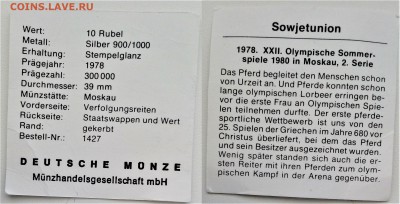 СОИНS.LAVE.RU
Wert: 10 Rubel
Metall: Silber 900/1000
Erhaltung: Stempelglanz
Prägejahr: 1978
Prägezahl: 300 000
Durchmesser: 39 mm
Münzstätte: Moskau
Vorderseite: Verfolgungsreiten
Rückseite: Staatswappen und Wert
Rand: gekerbt
Bestell-Nr.: 1427
DEUTSCHE MÜNZE
Münzhandelsgesellschaft mbH
Sowjetunion
1978. XXII. Olympische Sommer-
spiele 1980 in Moskau, 2. Serie
Das Pferd begleitet den Menschen schon
von Urzeit an. Und Pferde konnten schon
lange olympischen Lorbeer erringen be-
vor die erste Frau an Olympischen Spie-
len teilnehmen durfte. Der erste pferde-
sportliche Wettbewerb ist uns von den
25. Spielen der Griechen im Jahre 680 vor
Christus überliefert, bei dem das Pferd
und sein Besitzer ausgezeichnet wurden.
Wenig später standen sich auch die er-
sten Reiter mit ihren Pferden zum olym-
pischen Kampf in der Arena gegenüber.